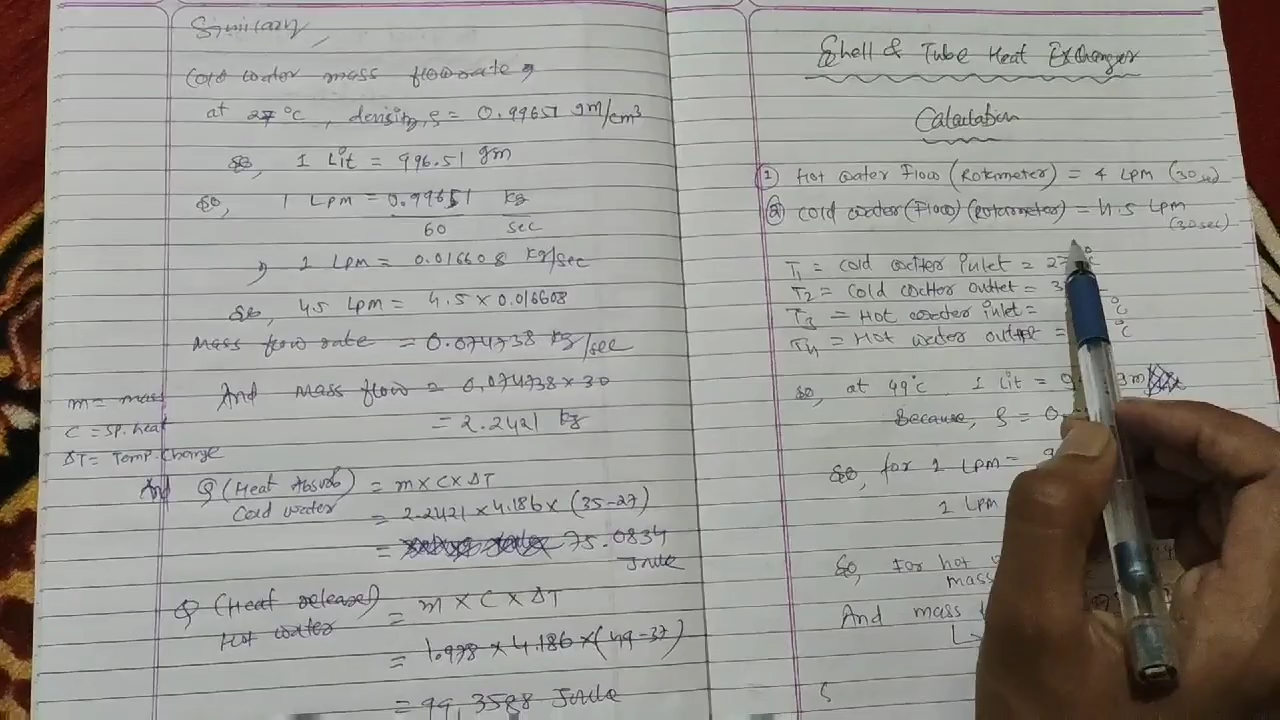 Similarly,
Cold water mass flowrate,
at 27 °C, density, ρ = 0.99651 gm/cm³
So, 1 Lit = 996.51 gm
So, 1 LPM = 0.99651 kg
60 sec
1 LPM = 0.016608 kg/sec
So, 4.5 LPM = 4.5 x 0.016608
Mass flow rate = 0.074738 kg/sec
And mass flow = 0.074738 x 30
= 2.2421 kg
m = mass
C = Sp. heat
ΔT = Temp. Change
And Q (Heat Absorb) = m x C x ΔT
Cold water = 2.2421 x 4.186 x (35-27)
= 75.0834
Joule
Q (Heat released) = m x C x ΔT
Hot water
= 1.978 x 4.186 x (49-37)
= 99.3588 Joule
Shell & Tube Heat Exchanger
Calculation
① Hot water Flow (Rotameter) = 4 LPM (30 sec)
② Cold water (Flow) (Rotameter) = 4.5 LPM
(30 sec)
T1 = Cold water inlet = 27 °C
T2 = Cold water outlet = 3
T3 = Hot water inlet = °C
T4 = Hot water outlet = °C
So, at 49°C 1 Lit = 9 gm
Because, ρ = 0.
So, for 1 LPM = 9
1 LPM
So, For hot
mass
And mass